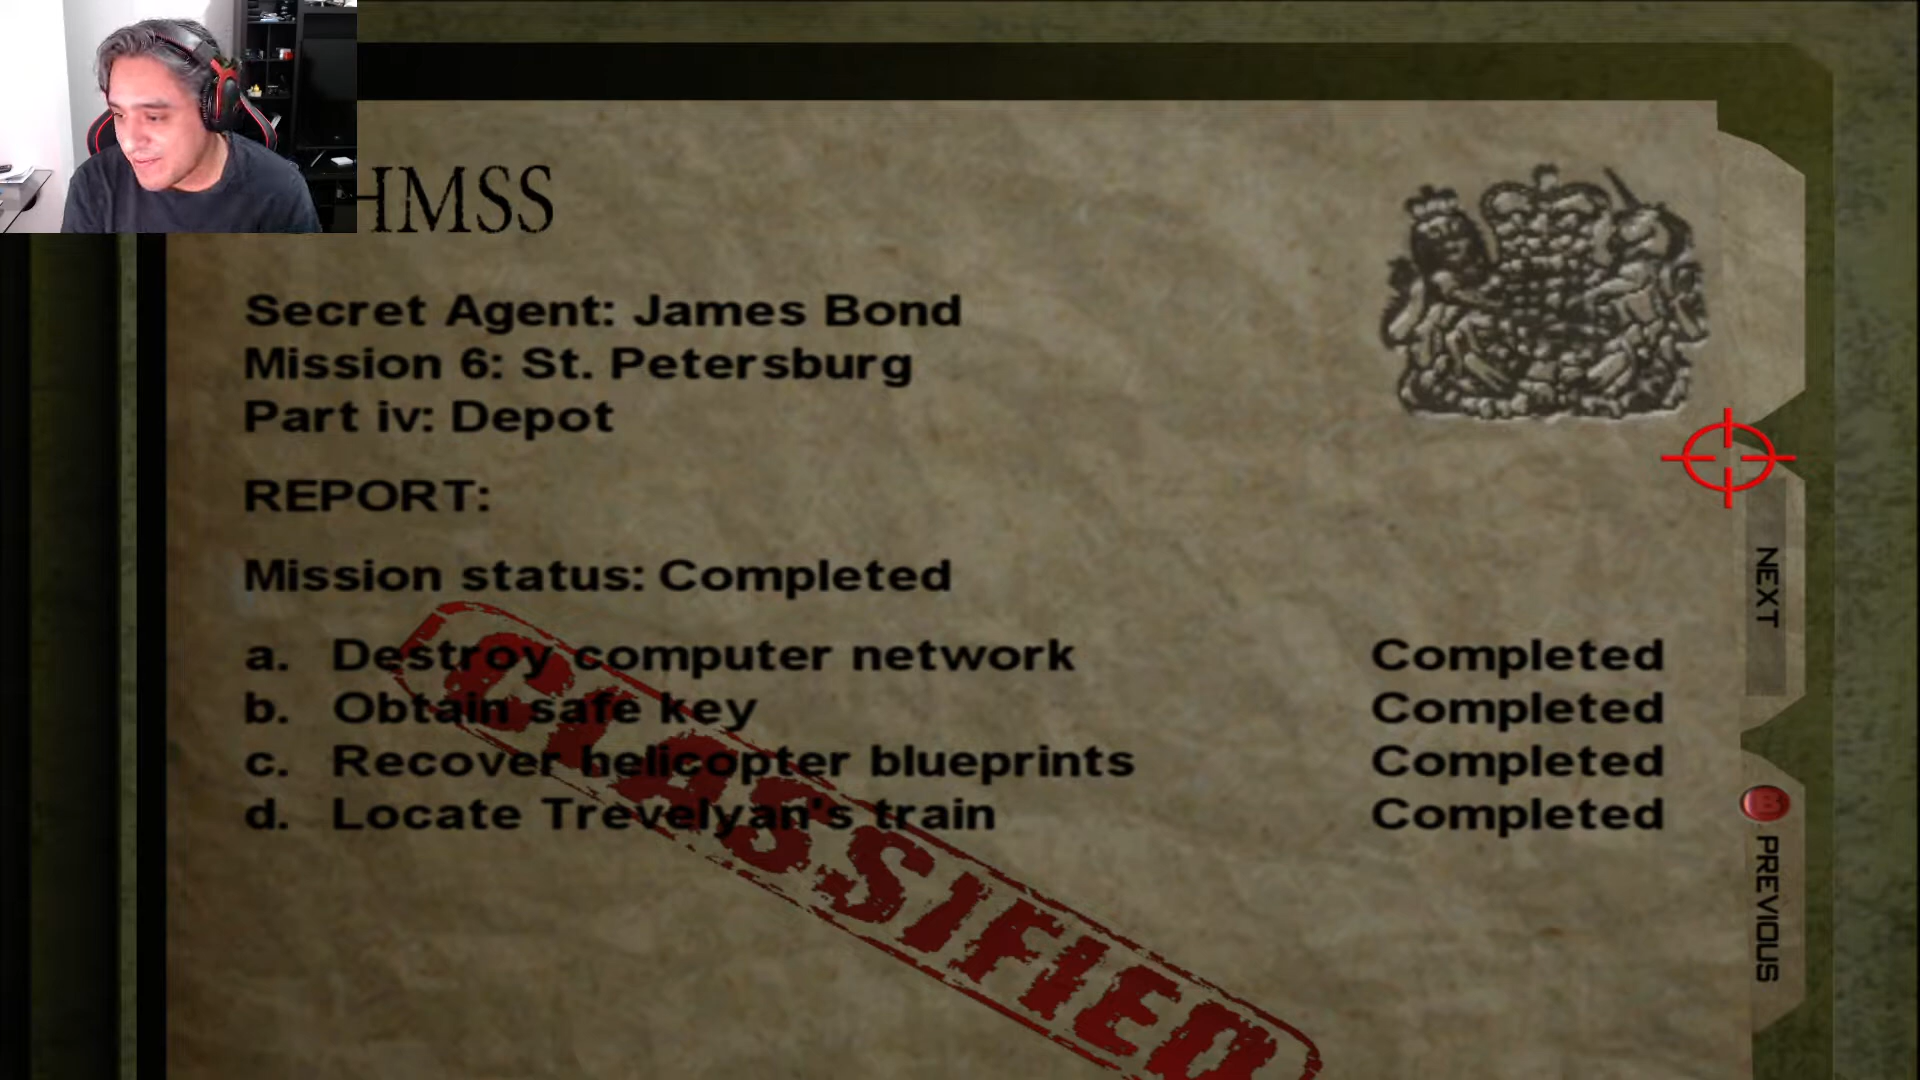 HMSS
Secret Agent: James Bond
Mission 6: St. Petersburg
Part iv: Depot
REPORT:
Mission status: Completed
a. Destroy computer network Completed
b. Obtain safe key Completed
c. Recover helicopter blueprints Completed
d. Locate Trevelyan's train Completed
CLASSIFIED
NEXT
B
PREVIOUS